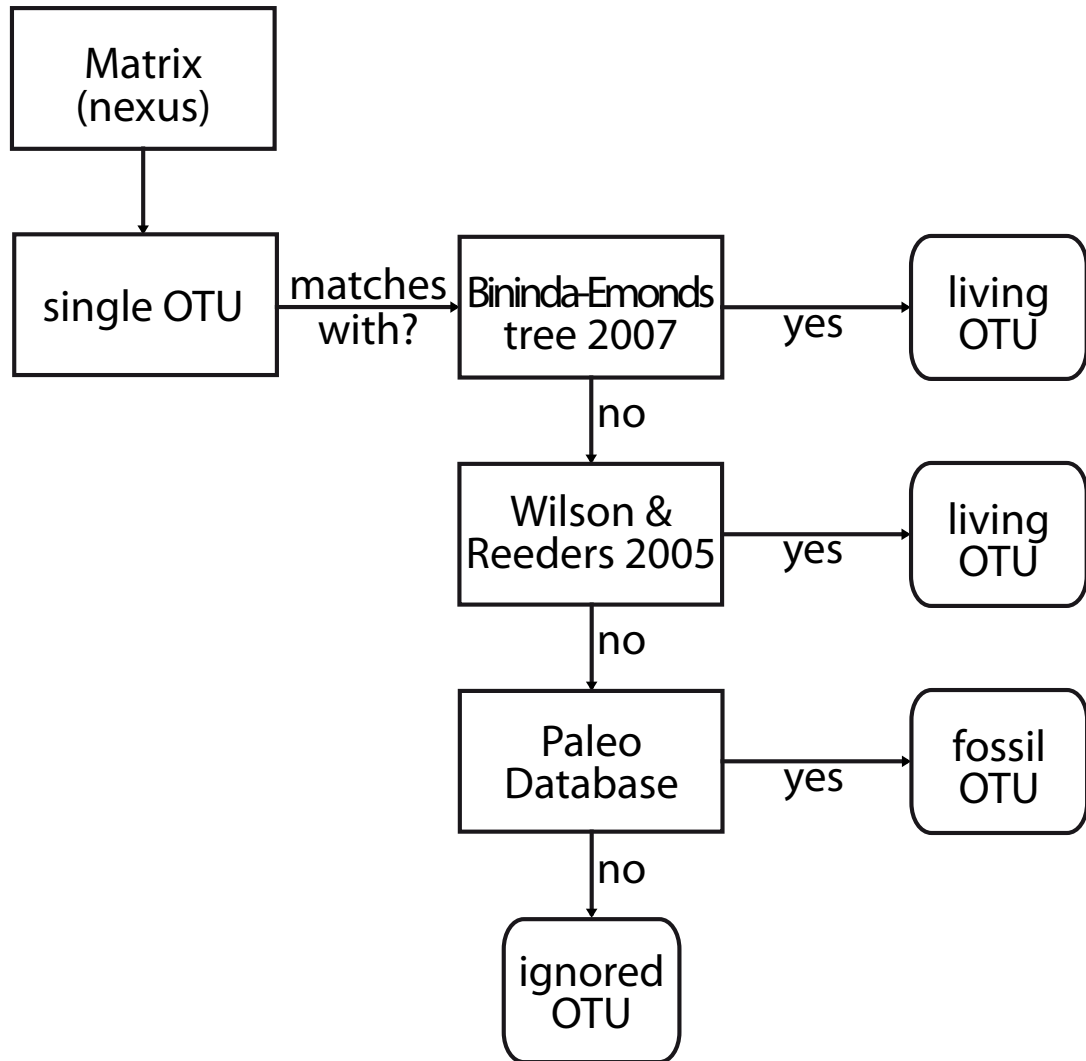 Matrix
(nexus)
single OTU
matches
with?
Bininda-Emonds
tree 2007
yes
living
OTU
no
Wilson &
Reeders 2005
yes
living
OTU
no
Paleo
Database
yes
fossil
OTU
no
ignored
OTU